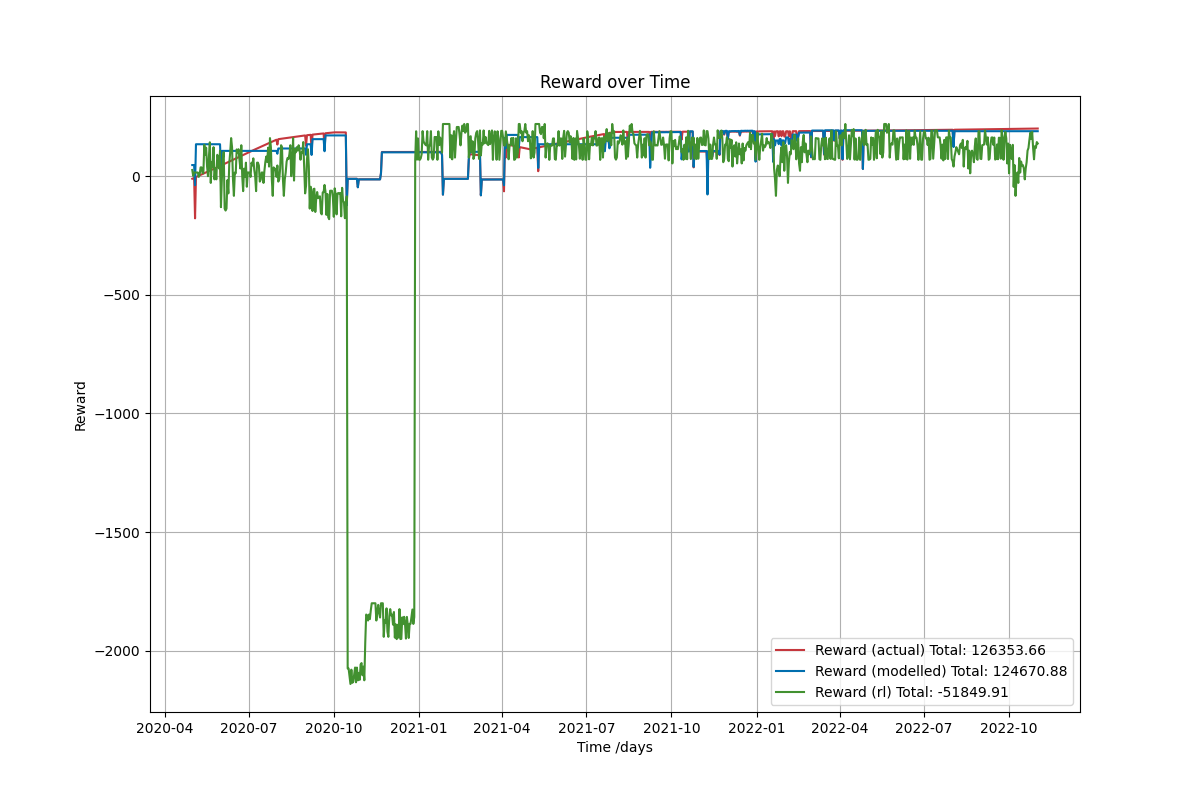 Reward over Time
Reward
0
−500
−1000
−1500
−2000
Reward (actual) Total: 126353.66
Reward (modelled) Total: 124670.88
Reward (rl) Total: -51849.91
2020-04 2020-07 2020-10 2021-01 2021-04 2021-07 2021-10 2022-01 2022-04 2022-07 2022-10
Time /days